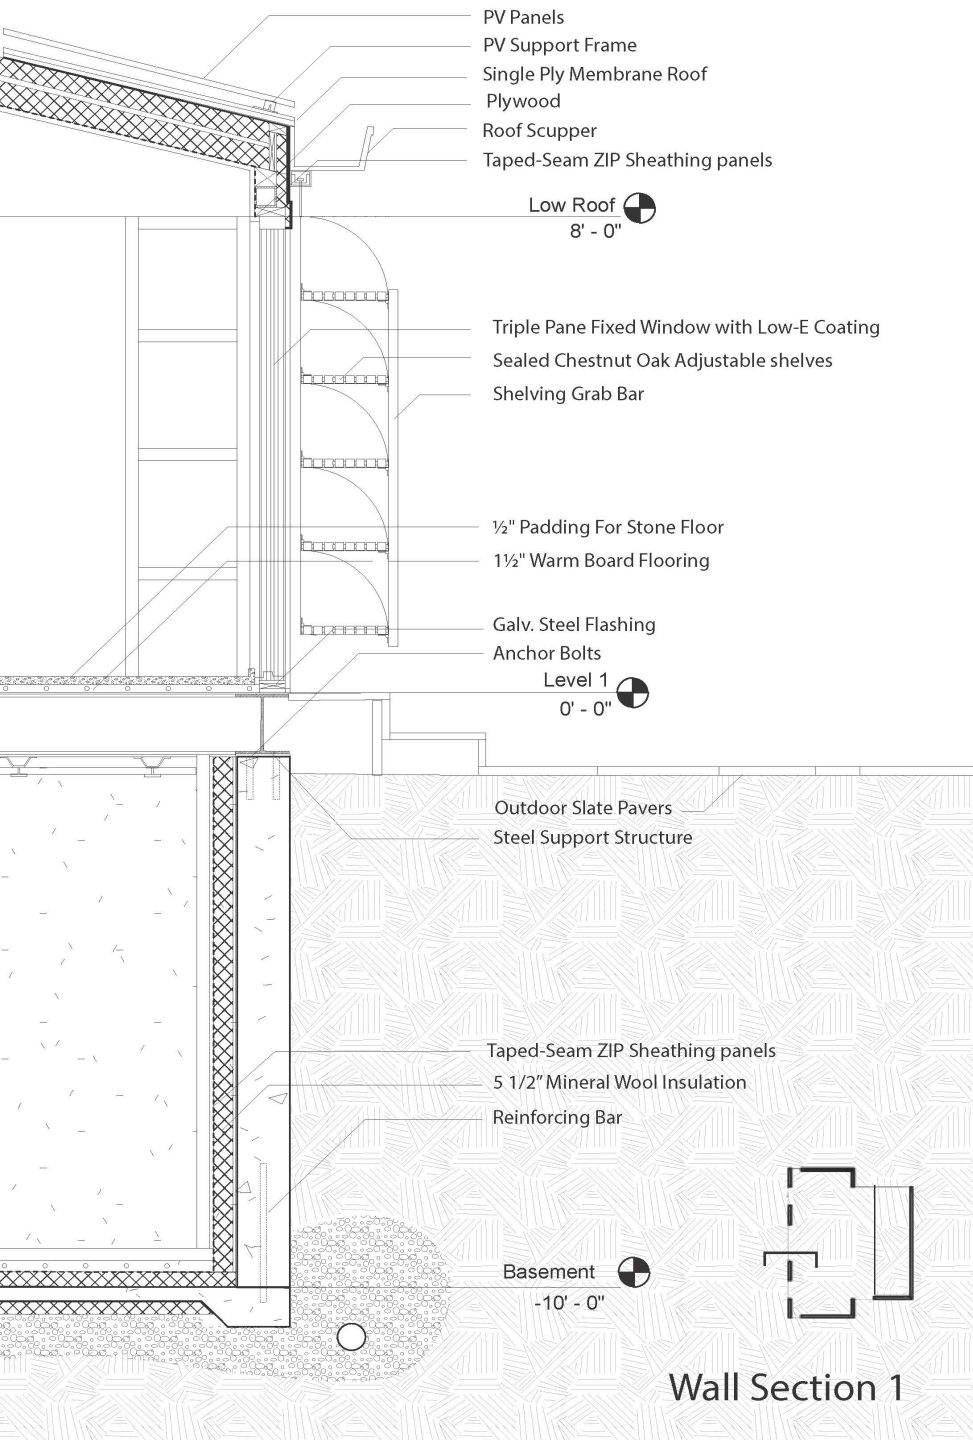 PV Panels
PV Support Frame
Single Ply Membrane Roof
Plywood
Roof Scupper
Taped-Seam ZIP Sheathing panels
Low Roof
8' - 0"
Triple Pane Fixed Window with Low-E Coating
Sealed Chestnut Oak Adjustable shelves
Shelving Grab Bar
½" Padding For Stone Floor
1½" Warm Board Flooring
Galv. Steel Flashing
Anchor Bolts
Level 1
0' - 0"
Outdoor Slate Pavers
Steel Support Structure
Taped-Seam ZIP Sheathing panels
5 1/2” Mineral Wool Insulation
Reinforcing Bar
Basement
-10' - 0"
Wall Section 1